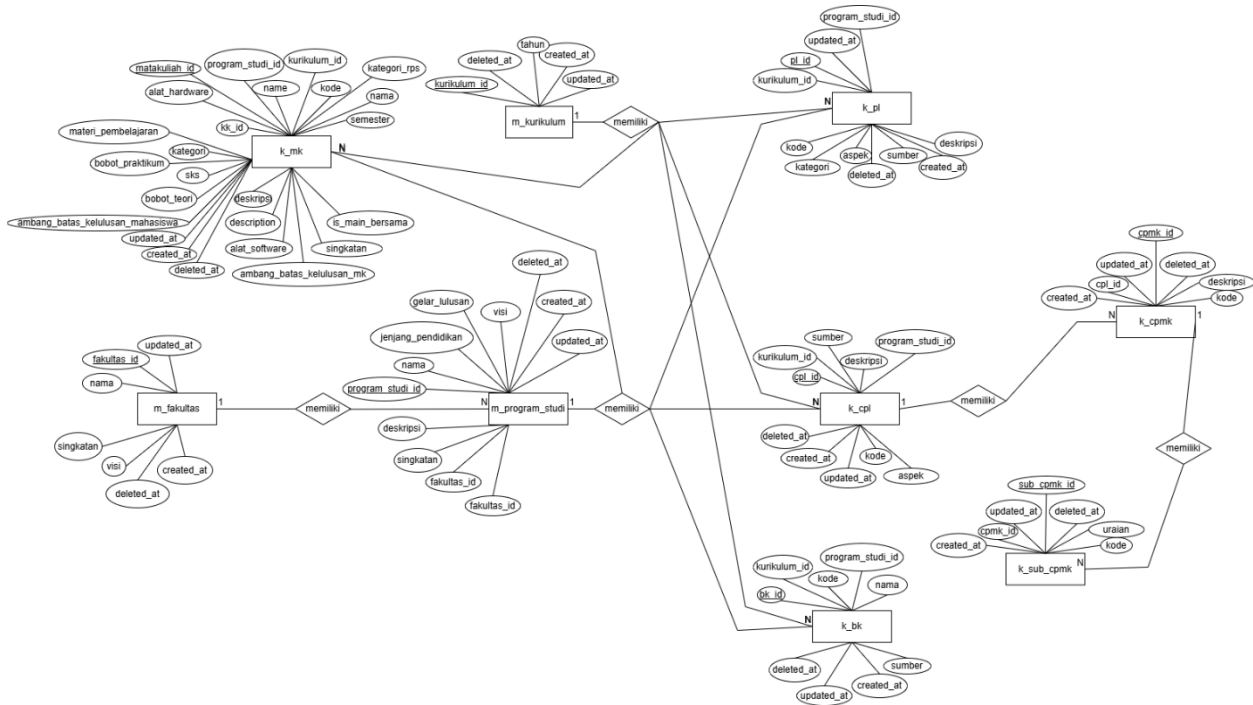 matakuliah_id
program_studi_id
kurikulum_id
kategori_rps
alat_hardware
name
kode
nama
kk_id
semester
materi_pembelajaran
k_mk
N
kategori
bobot_praktikum
sks
bobot_teori
ambang_batas_kelulusan_mahasiswa
updated_at
created_at
deleted_at
deskripsi
description
alat_software
ambang_batas_kelulusan_mk
is_main_bersama
singkatan
tahun
deleted_at
created_at
kurikulum_id
updated_at
m_kurikulum
1
memiliki
program_studi_id
updated_at
pl_id
kurikulum_id
N
k_pl
kode
aspek
sumber
deskripsi
kategori
deleted_at
created_at
updated_at
fakultas_id
nama
m_fakultas
1
singkatan
visi
deleted_at
created_at
memiliki
deleted_at
gelar_lulusan
visi
created_at
jenjang_pendidikan
updated_at
nama
program_studi_id
N
m_program_studi
1
deskripsi
singkatan
fakultas_id
fakultas_id
memiliki
sumber
kurikulum_id
deskripsi
program_studi_id
cpl_id
N
k_cpl
1
deleted_at
created_at
kode
updated_at
aspek
memiliki
cpmk_id
updated_at
deleted_at
cpl_id
deskripsi
created_at
kode
N
k_cpmk
1
memiliki
sub_cpmk_id
updated_at
deleted_at
cpmk_id
uraian
created_at
kode
k_sub_cpmk
N
program_studi_id
kurikulum_id
kode
nama
bk_id
N
k_bk
deleted_at
sumber
updated_at
created_at